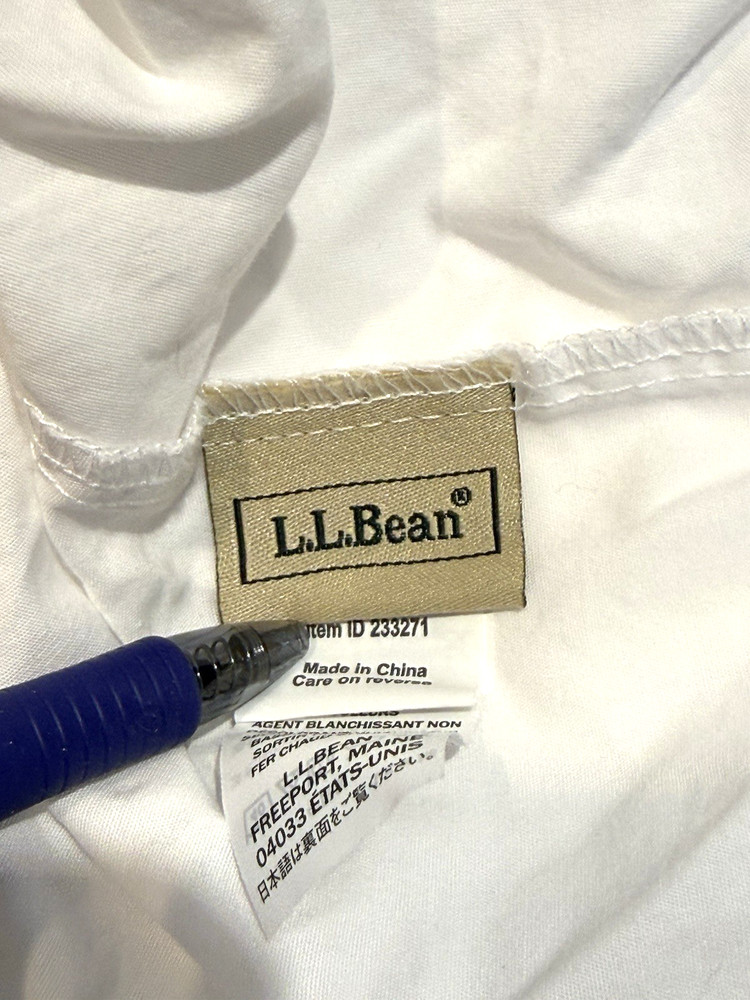 L.L.Bean®
Item ID 233271
Made in China
Care on reverse
AGENT BLANCHISSANT NON
FER
L.L.BEAN
FREEPORT, MAINE
04033 ÉTATS-UNIS
日本語は裏面をご覧ください。